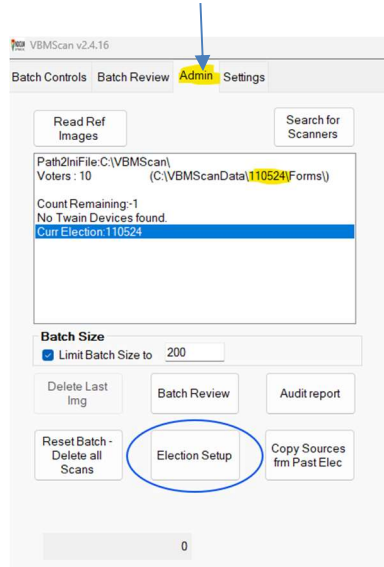 VBMScan v2.4.16
Batch Controls Batch Review Admin Settings
Read Ref
Images
Search for
Scanners
Path2IniFile:C:\VBMScan\
Voters : 10 (C:\VBMScanData\110524\Forms\)
Count Remaining:-1
No Twain Devices found.
Curr Election:110524
Batch Size
Limit Batch Size to 200
Delete Last
Img
Batch Review
Audit report
Reset Batch -
Delete all
Scans
Election Setup
Copy Sources
frm Past Elec
0